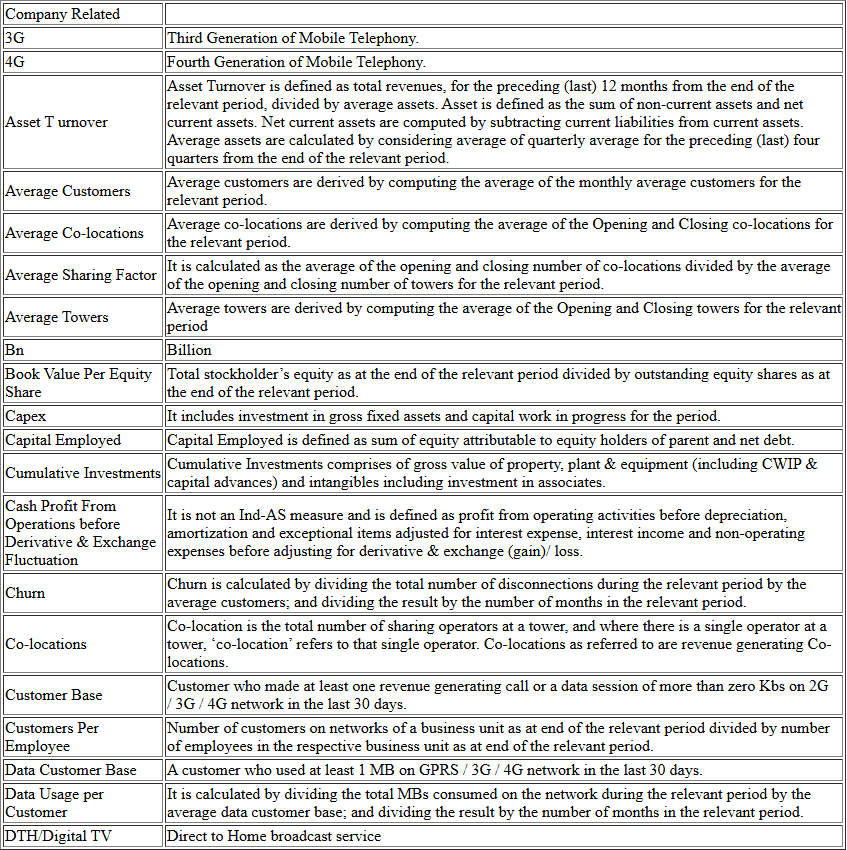 Company Related
3G
Third Generation of Mobile Telephony.
4G
Fourth Generation of Mobile Telephony.
Asset T urnover
Asset Turnover is defined as total revenues, for the preceding (last) 12 months from the end of the
relevant period, divided by average assets. Asset is defined as the sum of non-current assets and net
current assets. Net current assets are computed by subtracting current liabilities from current assets.
Average assets are calculated by considering average of quarterly average for the preceding (last) four
quarters from the end of the relevant period.
Average Customers
Average customers are derived by computing the average of the monthly average customers for the
relevant period.
Average Co-locations
Average co-locations are derived by computing the average of the Opening and Closing co-locations for
the relevant period.
Average Sharing Factor
It is calculated as the average of the opening and closing number of co-locations divided by the average
of the opening and closing number of towers for the relevant period.
Average Towers
Average towers are derived by computing the average of the Opening and Closing towers for the relevant
period
Bn
Billion
Book Value Per Equity
Share
Total stockholder’s equity as at the end of the relevant period divided by outstanding equity shares as at
the end of the relevant period.
Capex
It includes investment in gross fixed assets and capital work in progress for the period.
Capital Employed
Capital Employed is defined as sum of equity attributable to equity holders of parent and net debt.
Cumulative Investments
Cumulative Investments comprises of gross value of property, plant & equipment (including CWIP &
capital advances) and intangibles including investment in associates.
Cash Profit From
Operations before
Derivative & Exchange
Fluctuation
It is not an Ind-AS measure and is defined as profit from operating activities before depreciation,
amortization and exceptional items adjusted for interest expense, interest income and non-operating
expenses before adjusting for derivative & exchange (gain)/ loss.
Churn
Churn is calculated by dividing the total number of disconnections during the relevant period by the
average customers; and dividing the result by the number of months in the relevant period.
Co-locations
Co-location is the total number of sharing operators at a tower, and where there is a single operator at a
tower, ‘co-location’ refers to that single operator. Co-locations as referred to are revenue generating Co-
locations.
Customer Base
Customer who made at least one revenue generating call or a data session of more than zero Kbs on 2G
/ 3G / 4G network in the last 30 days.
Customers Per
Employee
Number of customers on networks of a business unit as at end of the relevant period divided by number
of employees in the respective business unit as at end of the relevant period.
Data Customer Base
A customer who used at least 1 MB on GPRS / 3G / 4G network in the last 30 days.
Data Usage per
Customer
It is calculated by dividing the total MBs consumed on the network during the relevant period by the
average data customer base; and dividing the result by the number of months in the relevant period.
DTH/Digital TV
Direct to Home broadcast service